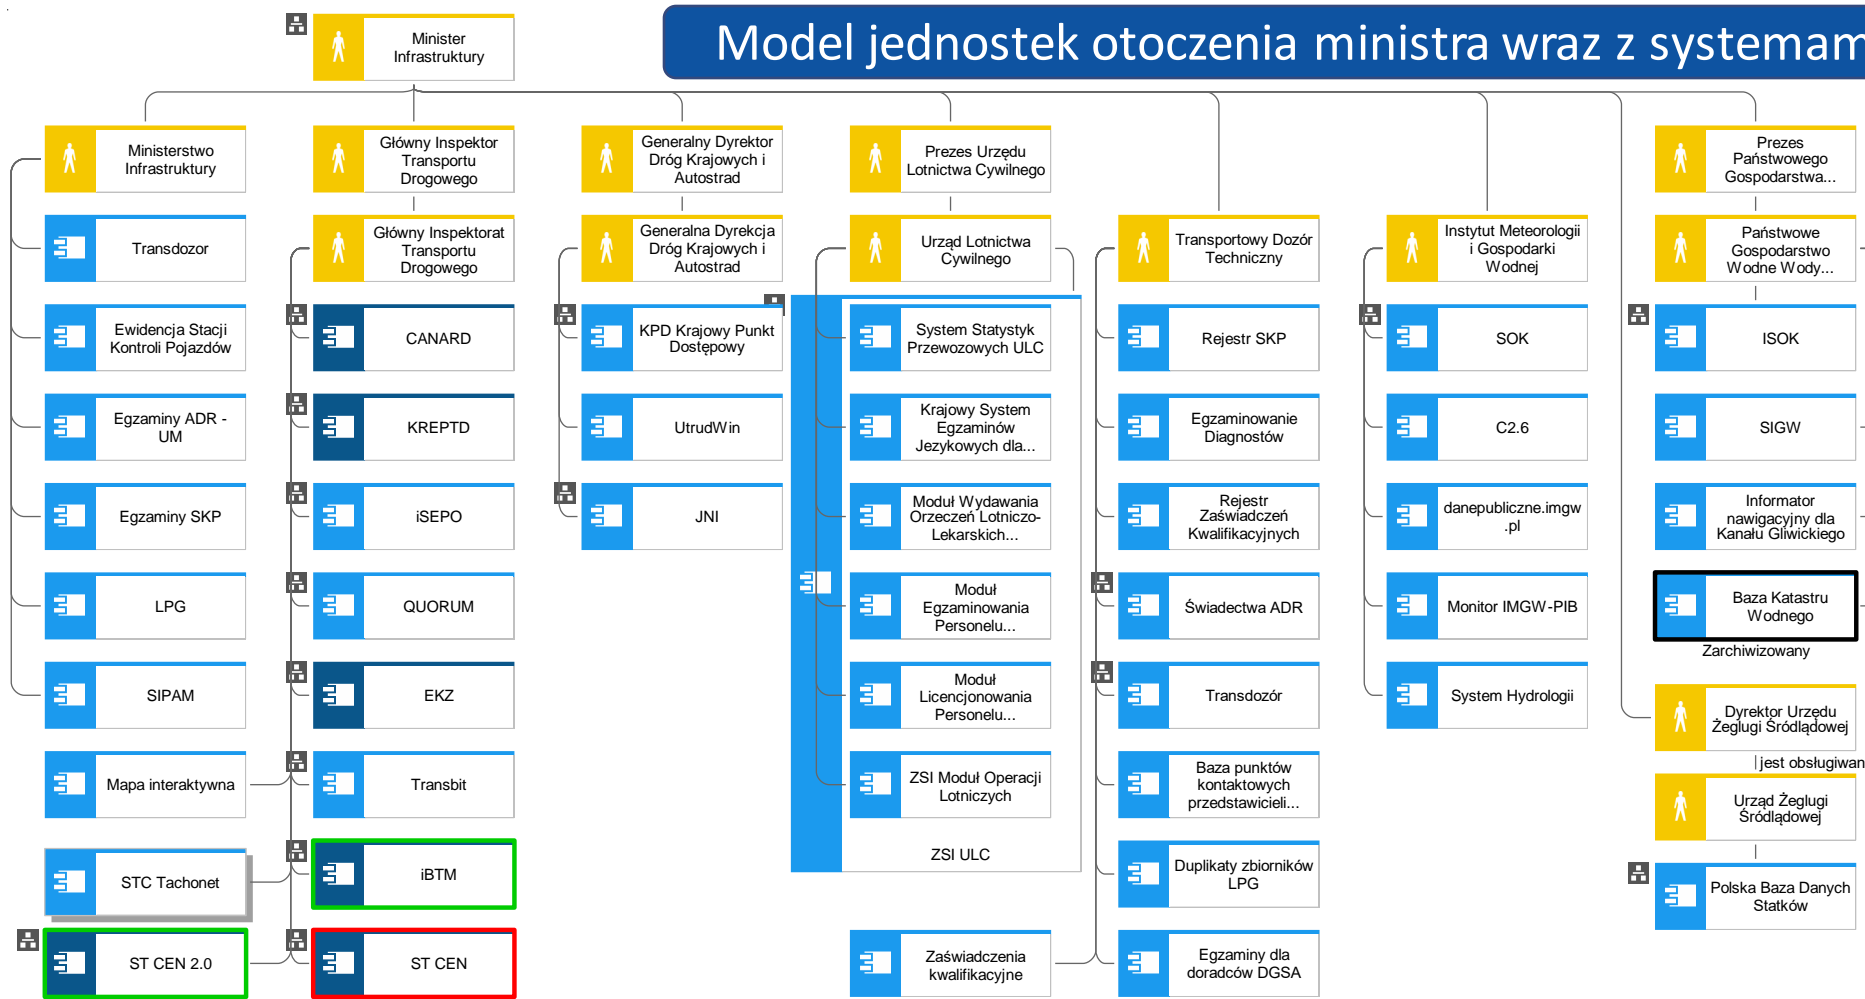 Model jednostek otoczenia ministra wraz z systemam
Minister
Infrastruktury
Ministerstwo
Infrastruktury
Główny Inspektor
Transportu
Drogowego
Generalny Dyrektor
Dróg Krajowych i
Autostrad
Prezes Urzędu
Lotnictwa Cywilnego
Prezes
Państwowego
Gospodarstwa...
Transdozor
Główny Inspektorat
Transportu
Drogowego
Generalna Dyrekcja
Dróg Krajowych i
Autostrad
Urząd Lotnictwa
Cywilnego
Transportowy Dozór
Techniczny
Instytut Meteorologii
i Gospodarki
Wodnej
Państwowe
Gospodarstwo
Wodne Wody...
Ewidencja Stacji
Kontroli Pojazdów
CANARD
KPD Krajowy Punkt
Dostępowy
System Statystyk
Przewozowych ULC
Rejestr SKP
SOK
ISOK
Egzaminy ADR -
UM
KREPTD
UtrudWin
Krajowy System
Egzaminów
Jezykowych dla...
Egzaminowanie
Diagnostów
C2.6
SIGW
Egzaminy SKP
iSEPO
JNI
Moduł Wydawania
Orzeczeń Lotniczo-
Lekarskich...
Rejestr
Zaświadczeń
Kwalifikacyjnych
danepubliczne.imgw
.pl
Informator
nawigacyjny dla
Kanału Gliwickiego
LPG
QUORUM
Moduł
Egzaminowania
Personelu...
Świadectwa ADR
Monitor IMGW-PIB
Baza Katastru
Wodnego
Zarchiwizowany
SIPAM
EKZ
Moduł
Licencjonowania
Personelu...
Transdozór
System Hydrologii
Dyrektor Urzędu
Żeglugi Śródlądowej
jest obsługiwan
Mapa interaktywna
Transbit
ZSI Moduł Operacji
Lotniczych
Baza punktów
kontaktowych
przedstawicieli...
Urząd Żeglugi
Śródlądowej
ZSI ULC
STC Tachonet
iBTM
Duplikaty zbiorników
LPG
Polska Baza Danych
Statków
ST CEN 2.0
ST CEN
Zaświadczenia
kwalifikacyjne
Egzaminy dla
doradców DGSA